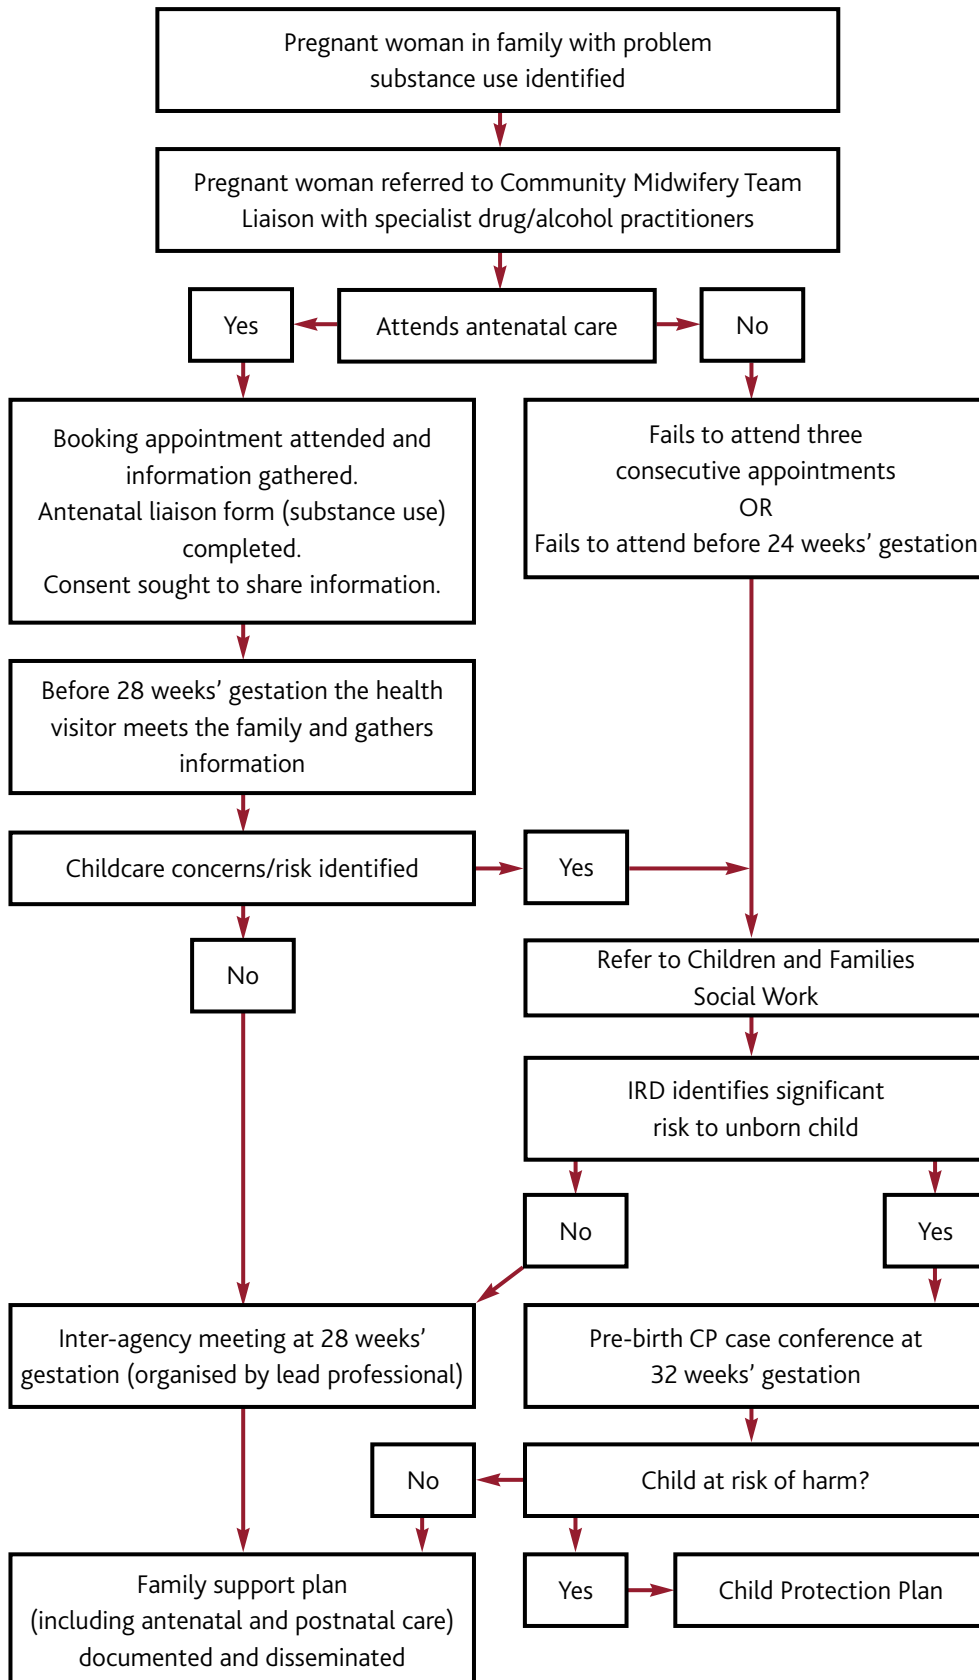 Pregnant woman in family with problem
substance use identified
Pregnant woman referred to Community Midwifery Team
Liaison with specialist drug/alcohol practitioners
Yes
Attends antenatal care
No
Booking appointment attended and
information gathered.
Antenatal liaison form (substance use)
completed.
Consent sought to share information.
Fails to attend three
consecutive appointments
OR
Fails to attend before 24 weeks’ gestation
Before 28 weeks’ gestation the health
visitor meets the family and gathers
information
Childcare concerns/risk identified
Yes
No
Refer to Children and Families
Social Work
IRD identifies significant
risk to unborn child
No
Yes
Inter-agency meeting at 28 weeks’
gestation (organised by lead professional)
Pre-birth CP case conference at
32 weeks’ gestation
No
Child at risk of harm?
Family support plan
(including antenatal and postnatal care)
documented and disseminated
Yes
Child Protection Plan